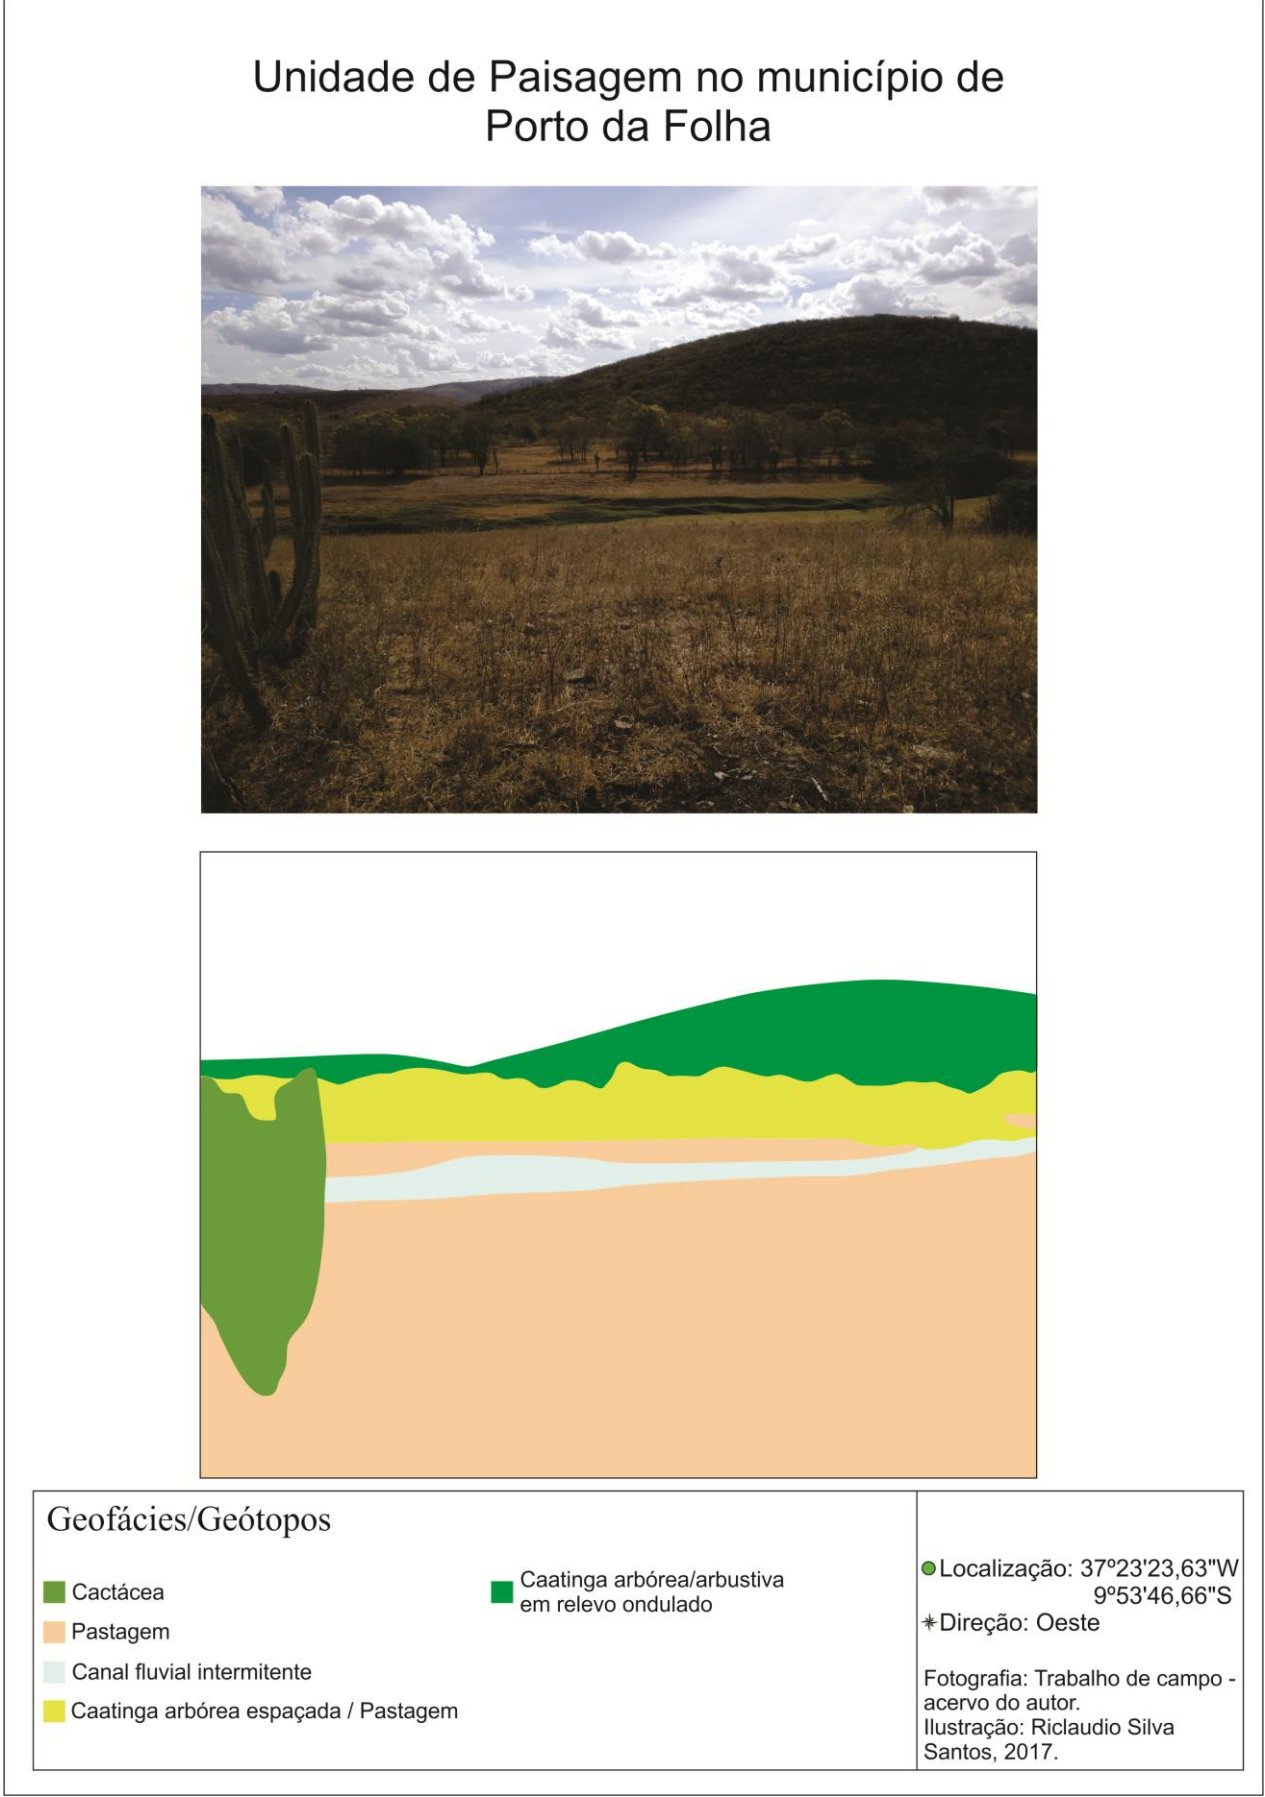 Unidade de Paisagem no município de
Porto da Folha
Geofácies/Geótopos
Cactácea
Pastagem
Canal fluvial intermitente
Caatinga arbórea espaçada / Pastagem
Caatinga arbórea/arbustiva
em relevo ondulado
Localização: 37º23'23,63"W
9º53'46,66"S
Direção: Oeste
Fotografia: Trabalho de campo -
acervo do autor.
Ilustração: Riclaudio Silva
Santos, 2017.